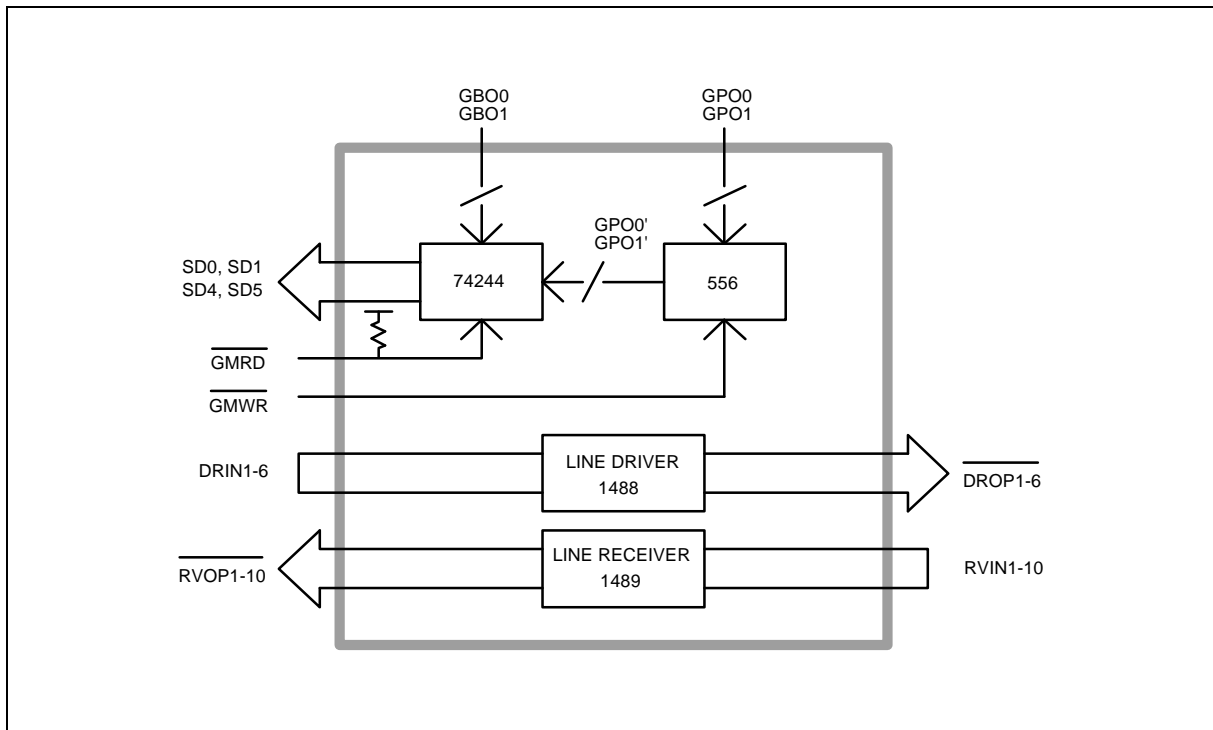 GBO0
GBO1
GPO0
GPO1
GPO0'
GPO1'
SD0, SD1
SD4, SD5
74244
556
GMRD
GMWR
DRIN1-6
LINE DRIVER
1488
DROP1-6
RVOP1-10
LINE RECEIVER
1489
RVIN1-10